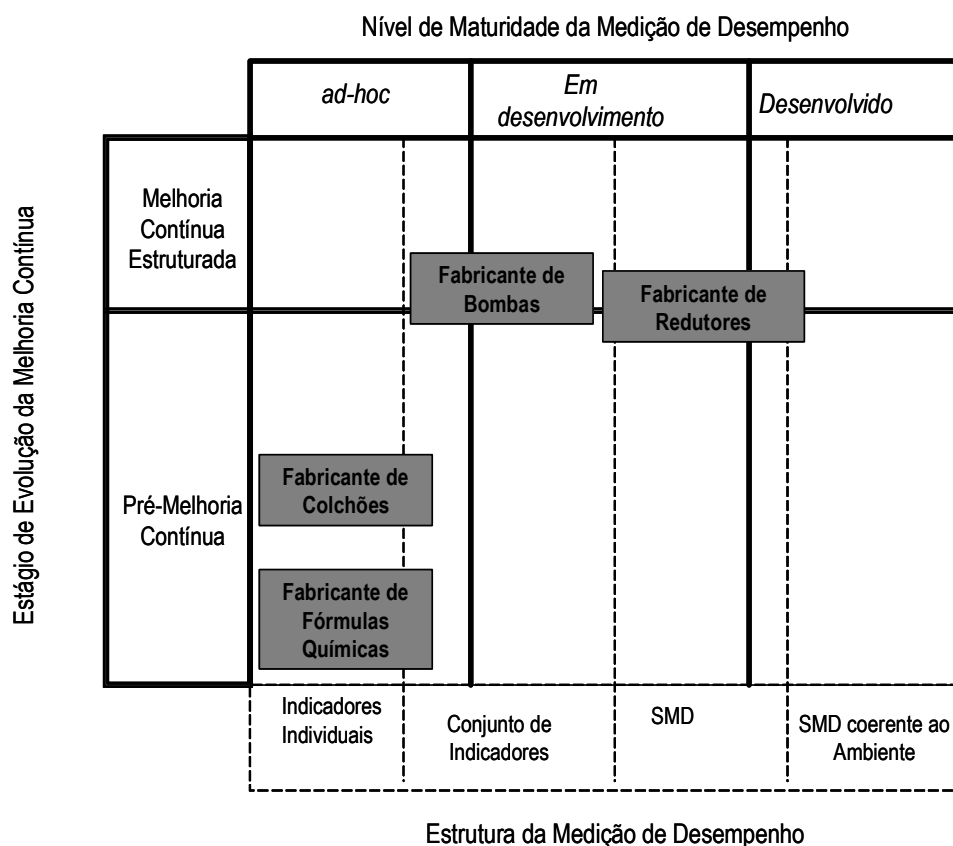 Nível de Maturidade da Medição de Desempenho
ad-hoc
Em
desenvolvimento
Desenvolvido
Estágio de Evolução da Melhoria Contínua
Melhoria
Contínua
Estruturada
Fabricante de
Bombas
Fabricante de
Redutores
Pré-Melhoria
Contínua
Fabricante de
Colchões
Fabricante de
Fórmulas
Químicas
Indicadores
Individuais
Conjunto de
Indicadores
SMD
SMD coerente ao
Ambiente
Estrutura da Medição de Desempenho